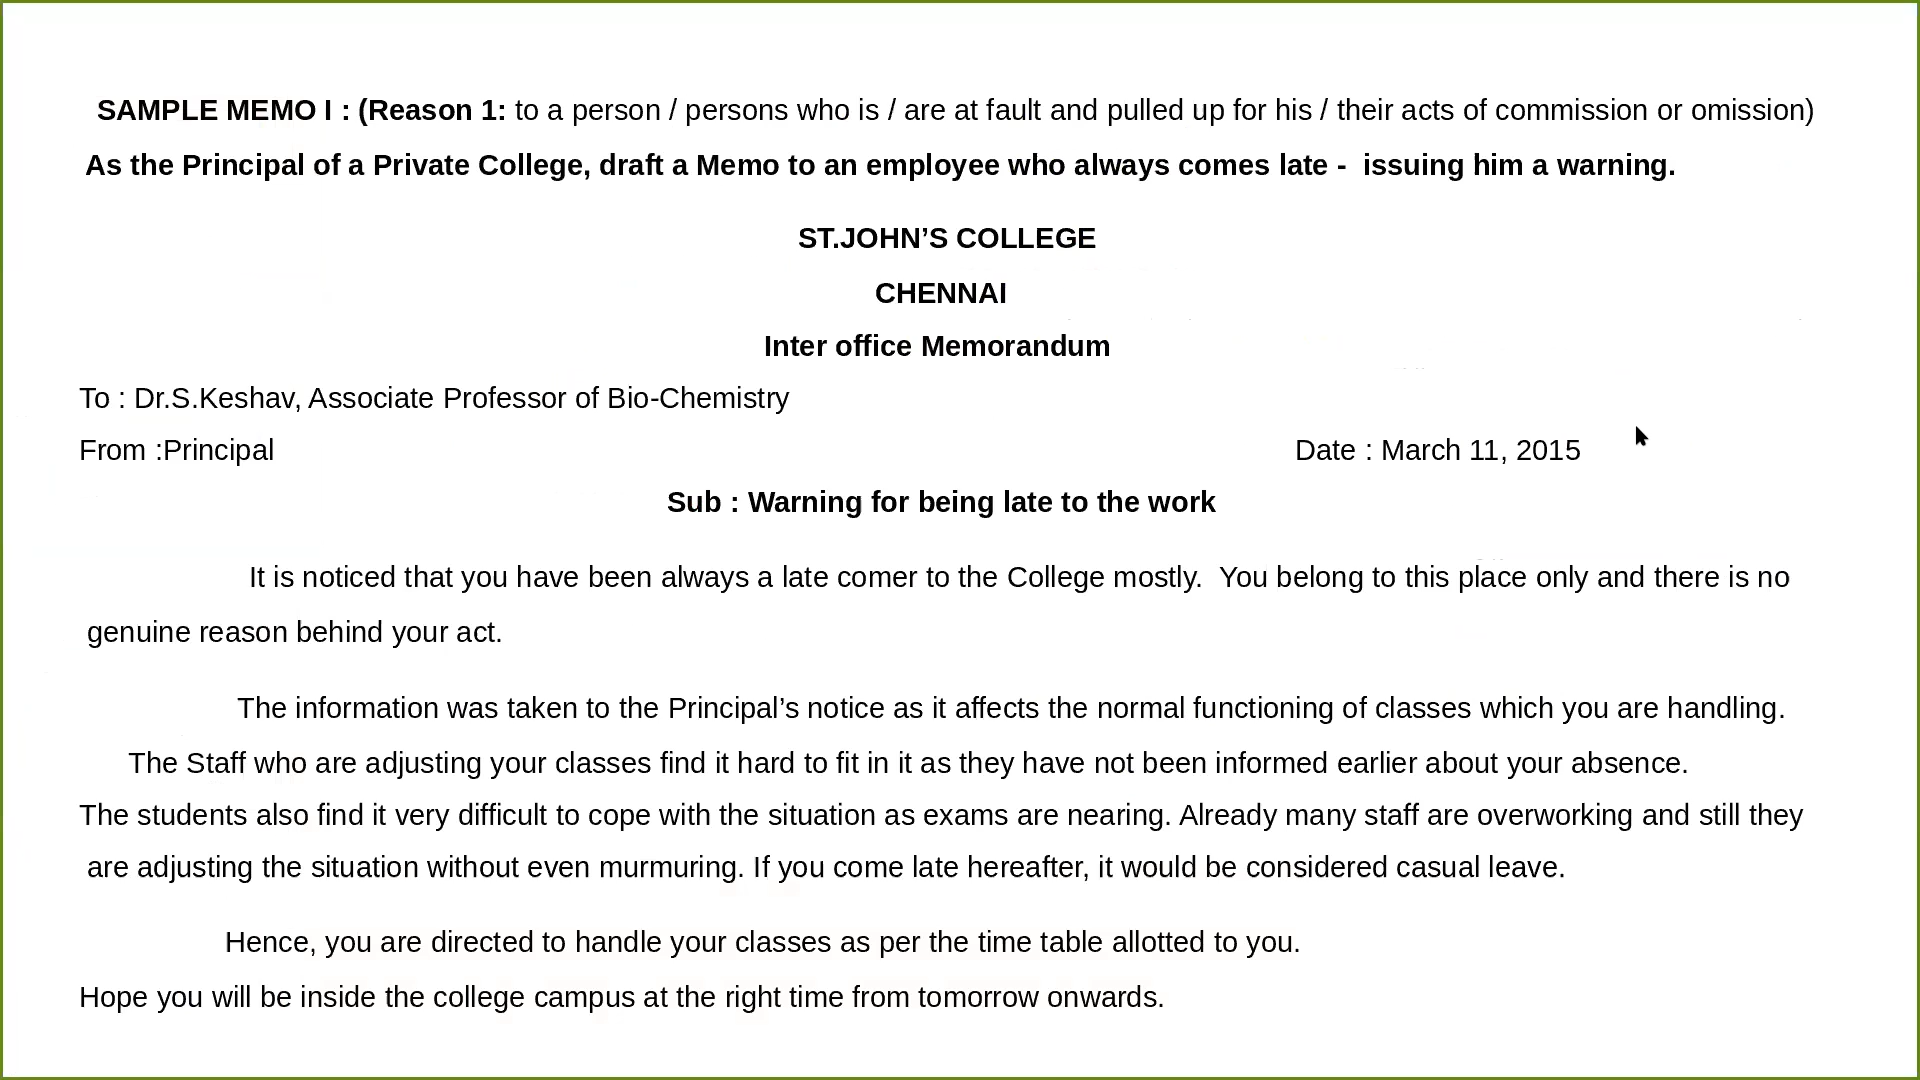 SAMPLE MEMO I : (Reason 1: to a person / persons who is / are at fault and pulled up for his / their acts of commission or omission)
As the Principal of a Private College, draft a Memo to an employee who always comes late -  issuing him a warning.
ST.JOHN’S COLLEGE
CHENNAI
Inter office Memorandum
To : Dr.S.Keshav, Associate Professor of Bio-Chemistry
From :Principal Date : March 11, 2015
Sub : Warning for being late to the work
It is noticed that you have been always a late comer to the College mostly.  You belong to this place only and there is no
genuine reason behind your act.
The information was taken to the Principal’s notice as it affects the normal functioning of classes which you are handling.
The Staff who are adjusting your classes find it hard to fit in it as they have not been informed earlier about your absence.
The students also find it very difficult to cope with the situation as exams are nearing. Already many staff are overworking and still they
are adjusting the situation without even murmuring. If you come late hereafter, it would be considered casual leave.
Hence, you are directed to handle your classes as per the time table allotted to you.
Hope you will be inside the college campus at the right time from tomorrow onwards.